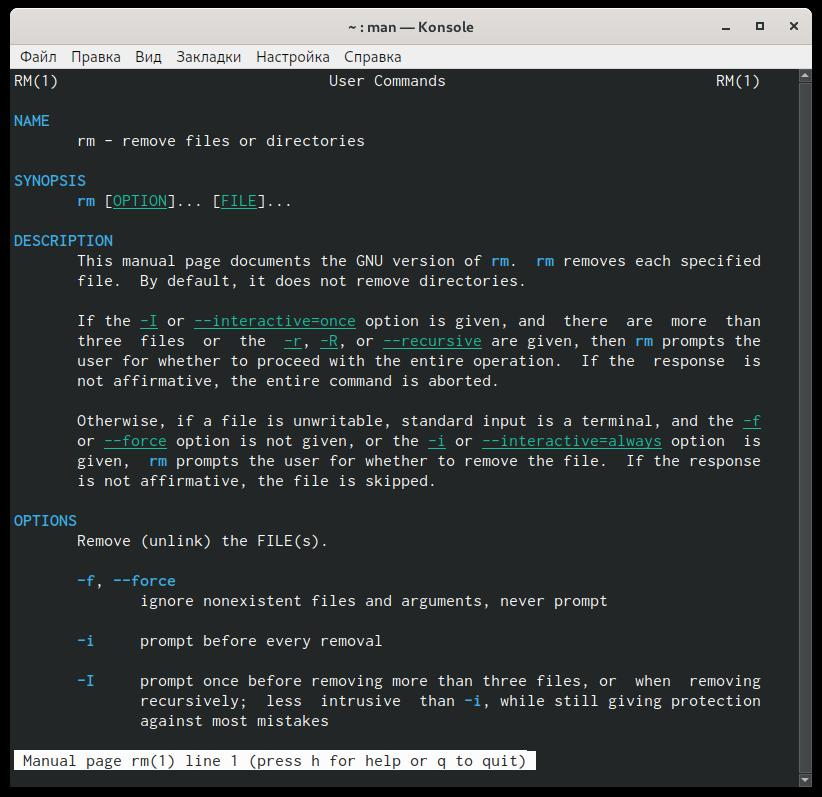 ~ : man — Konsole
Файл Правка Вид Закладки Настройка Справка
RM(1) User Commands RM(1)
NAME
rm - remove files or directories
SYNOPSIS
rm [OPTION]... [FILE]...
DESCRIPTION
This manual page documents the GNU version of rm.  rm removes each specified
file.  By default, it does not remove directories.
If the -I or --interactive=once option is given, and  there  are  more  than
three  files  or  the  -r, -R, or --recursive are given, then rm prompts the
user for whether to proceed with the entire operation.  If the  response  is
not affirmative, the entire command is aborted.
Otherwise, if a file is unwritable, standard input is a terminal, and the -f
or --force option is not given, or the -i or --interactive=always option  is
given,  rm prompts the user for whether to remove the file.  If the response
is not affirmative, the file is skipped.
OPTIONS
Remove (unlink) the FILE(s).
-f, --force
ignore nonexistent files and arguments, never prompt
-i     prompt before every removal
-I     prompt once before removing more than three files, or  when  removing
recursively;  less  intrusive  than -i, while still giving protection
against most mistakes
Manual page rm(1) line 1 (press h for help or q to quit)